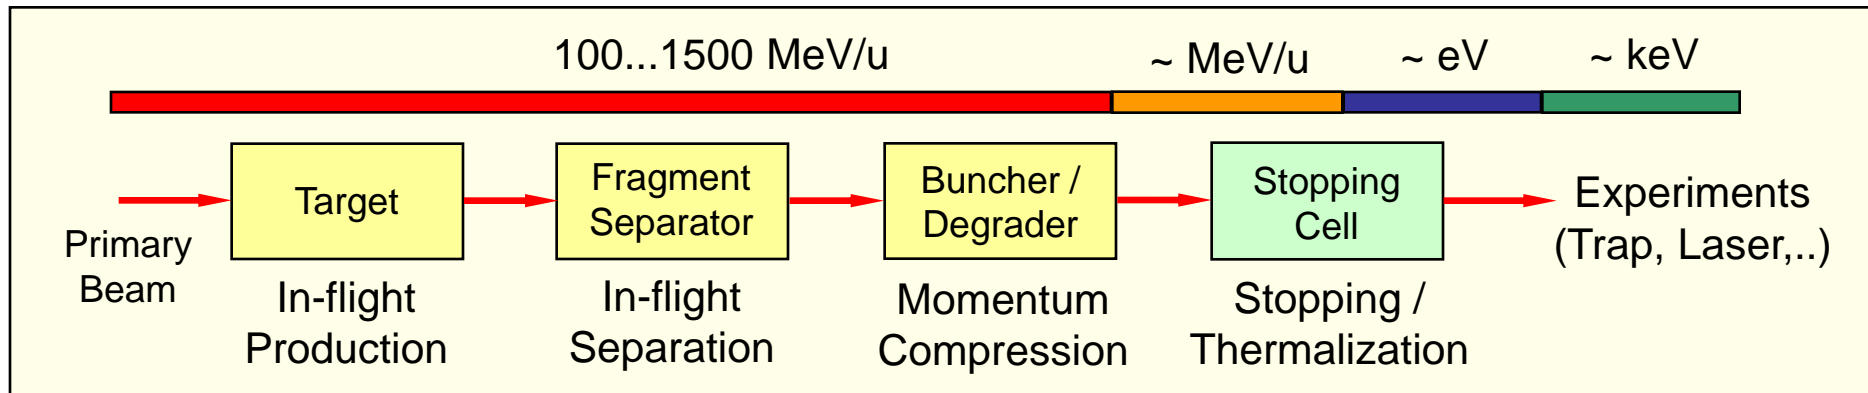 100...1500 MeV/u
~ MeV/u
~ eV
~ keV
Primary
Beam
Target
In-flight
Production
Fragment
Separator
In-flight
Separation
Buncher /
Degrader
Momentum
Compression
Stopping
Cell
Stopping /
Thermalization
Experiments
(Trap, Laser,..)